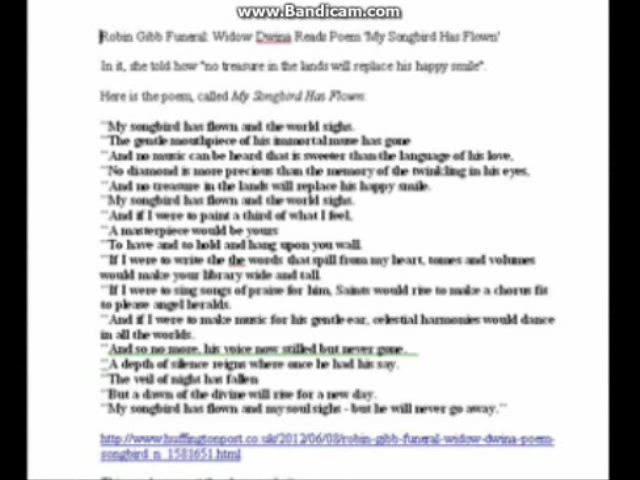 www.Bandicam.com
Robin Gibb Funeral: Widow Dwina Reads Poem 'My Songbird Has Flown'
In it, she told how "no treasure in the lands will replace his happy smile".
Here is the poem, called My Songbird Has Flown:
"My songbird has flown and the world sighs.
"The gentle mouthpiece of his immortal muse has gone
"And no music can be heard that is sweeter than the language of his love,
"No diamond is more precious than the memory of the twinkling in his eyes,
"And no treasure in the lands will replace his happy smile.
"My songbird has flown and the world sighs.
"And if I were to paint a third of what I feel,
"A masterpiece would be yours
"To have and to hold and hang upon you wall.
"If I were to write the the words that spill from my heart, tomes and volumes
would make your library wide and tall.
"If I were to sing songs of praise for him, Saints would rise to make a chorus fit
to please angel heralds.
"And if I were to make music for his gentle ear, celestial harmonies would dance
in all the worlds.
"And so no more, his voice now stilled but never gone.
"A depth of silence reigns where once he had his say.
"The veil of night has fallen
"But a dawn of the divine will rise for a new day.
"My songbird has flown and my soul sighs - but he will never go away."
http://www.huffingtonpost.co.uk/2012/06/08/robin-gibb-funeral-widow-dwina-poem-
songbird_n_1581651.html